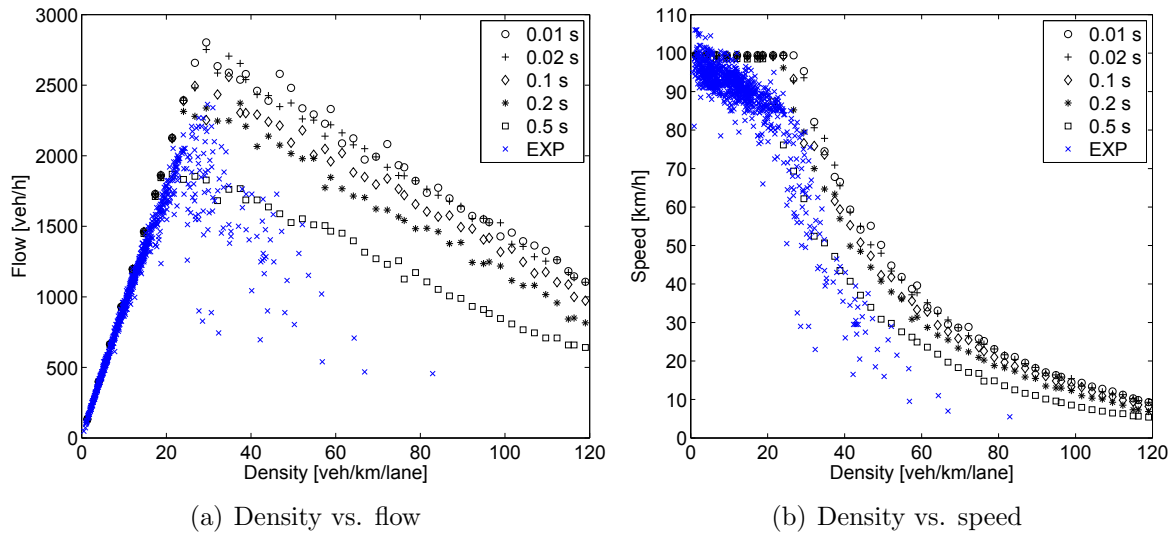 3000
2500
2000
1500
1000
500
0
0 20 40 60 80 100 120
Flow [veh/h]
Density [veh/km/lane]
0.01 s
0.02 s
0.1 s
0.2 s
0.5 s
EXP
(a) Density vs. flow
110
100
90
80
70
60
50
40
30
20
10
0
0 20 40 60 80 100 120
Speed [km/h]
Density [veh/km/lane]
0.01 s
0.02 s
0.1 s
0.2 s
0.5 s
EXP
(b) Density vs. speed